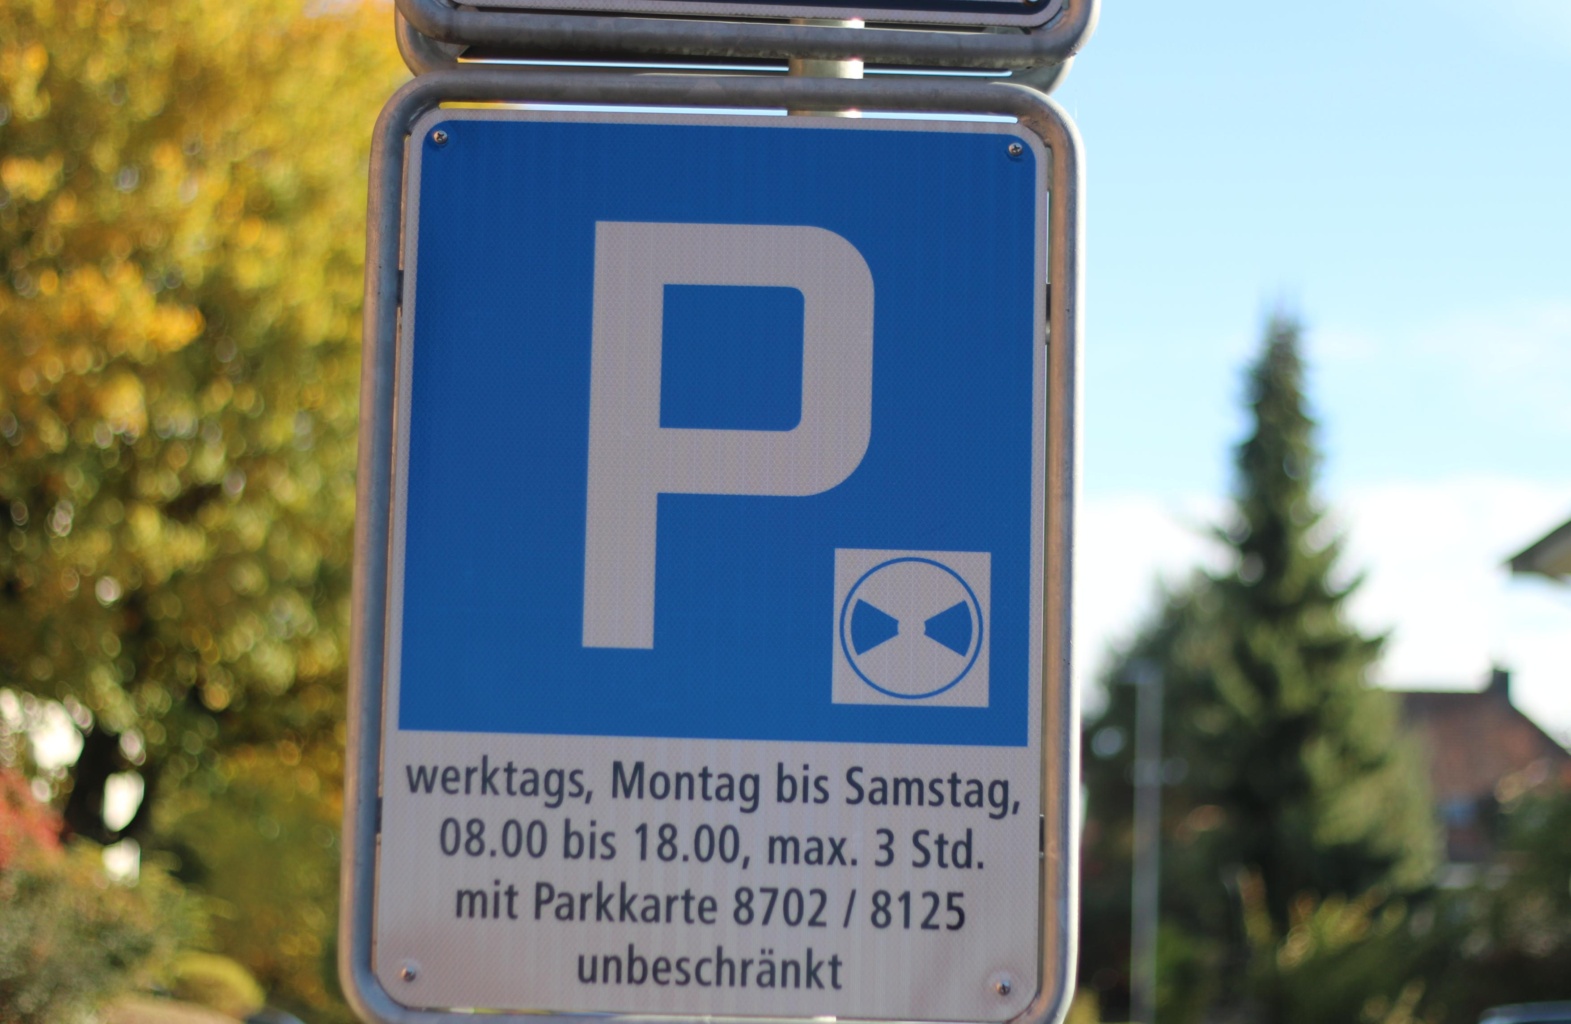 P
werktags, Montag bis Samstag,
08.00 bis 18.00, max. 3 Std.
mit Parkkarte 8702 / 8125
unbeschränkt